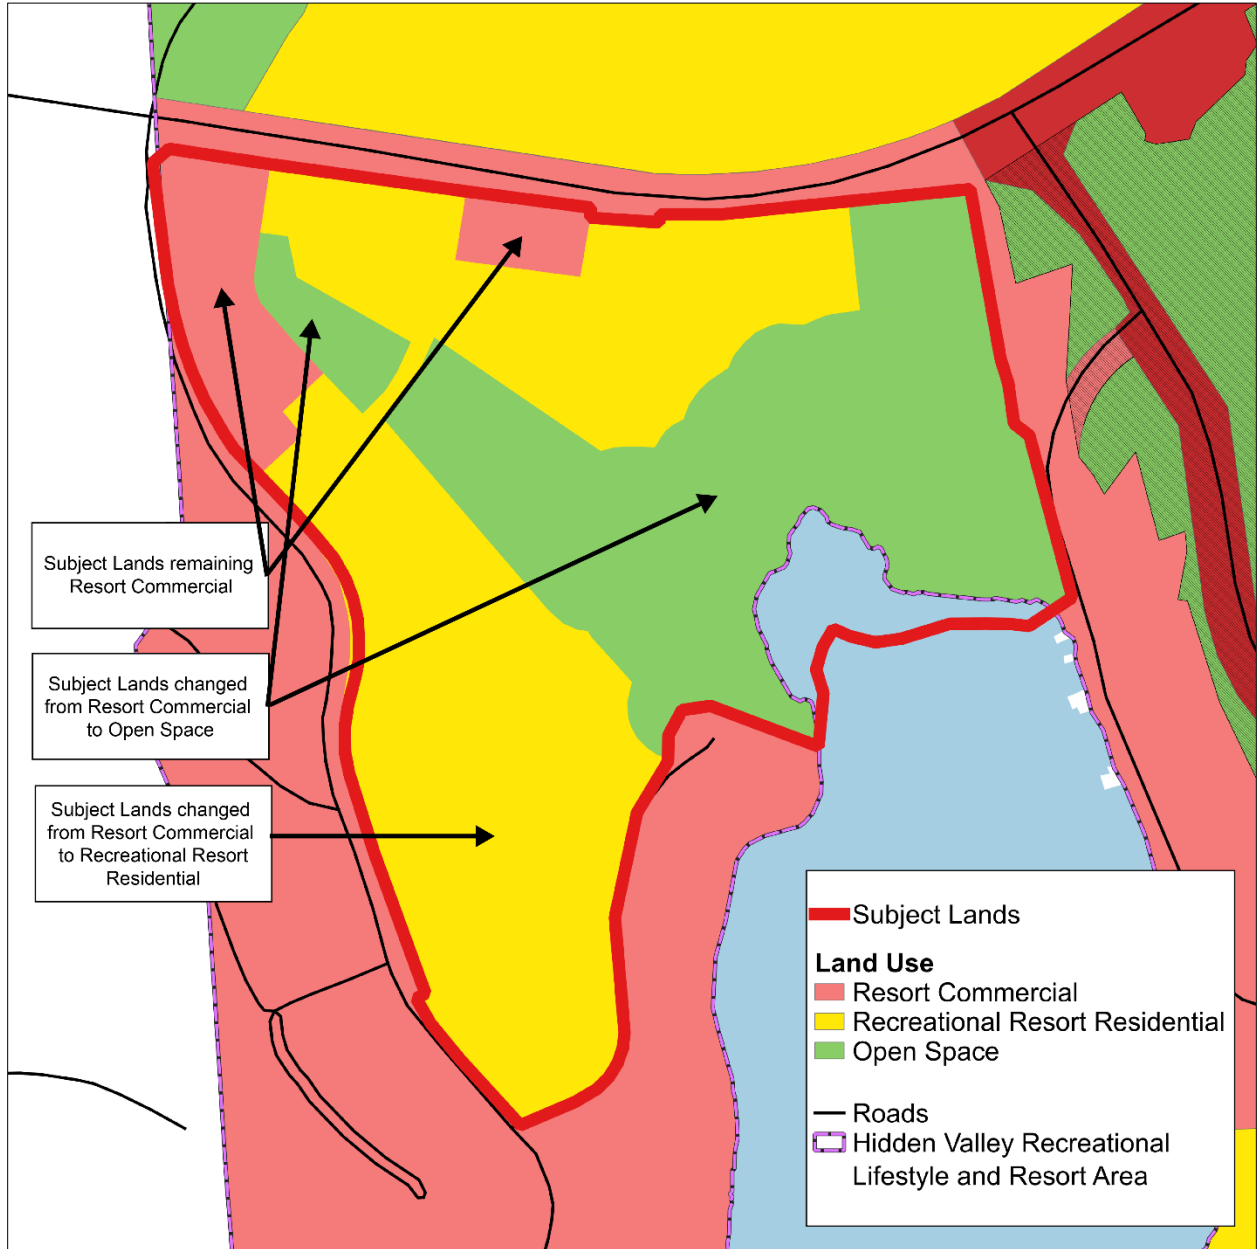 Subject Lands remaining
Resort Commercial
Subject Lands changed
from Resort Commercial
to Open Space
Subject Lands changed
from Resort Commercial
to Recreational Resort
Residential
Subject Lands
Land Use
Resort Commercial
Recreational Resort Residential
Open Space
Roads
Hidden Valley Recreational
Lifestyle and Resort Area